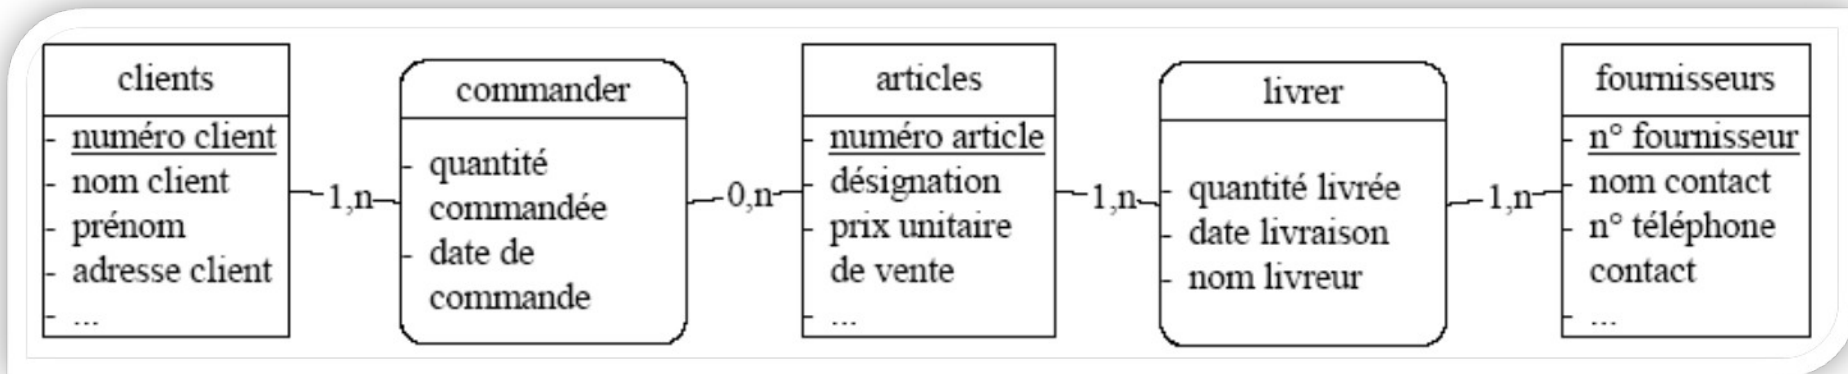 clients
- numéro client
- nom client
- prénom
- adresse client
- ...
1,n
commander
- quantité
commandée
- date de
commande
0,n
articles
- numéro article
- désignation
- prix unitaire
de vente
- ...
1,n
livrer
- quantité livrée
- date livraison
- nom livreur
1,n
fournisseurs
- n° fournisseur
- nom contact
- n° téléphone
contact
- ...